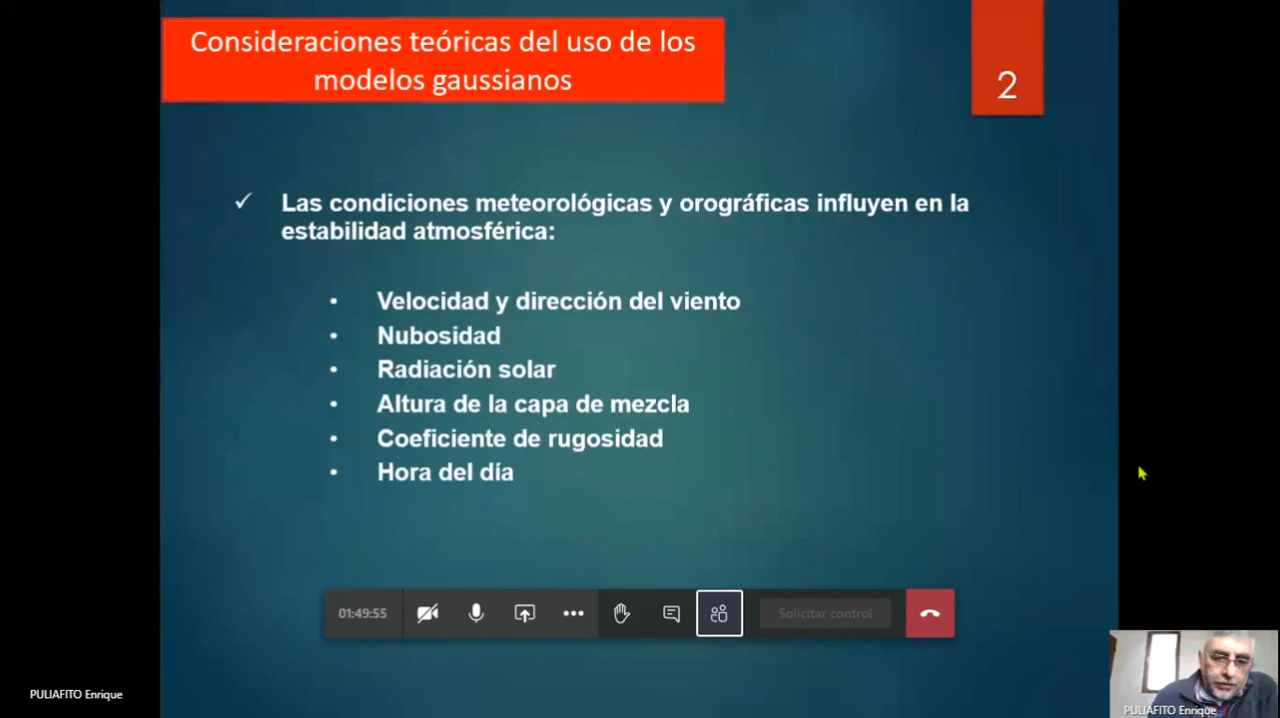 Consideraciones teóricas del uso de los
modelos gaussianos
2
✓ Las condiciones meteorológicas y orográficas influyen en la
estabilidad atmosférica:
• Velocidad y dirección del viento
• Nubosidad
• Radiación solar
• Altura de la capa de mezcla
• Coeficiente de rugosidad
• Hora del día
01:49:55
Solicitar control
PULIAFITO Enrique
PULIAFITO Enrique